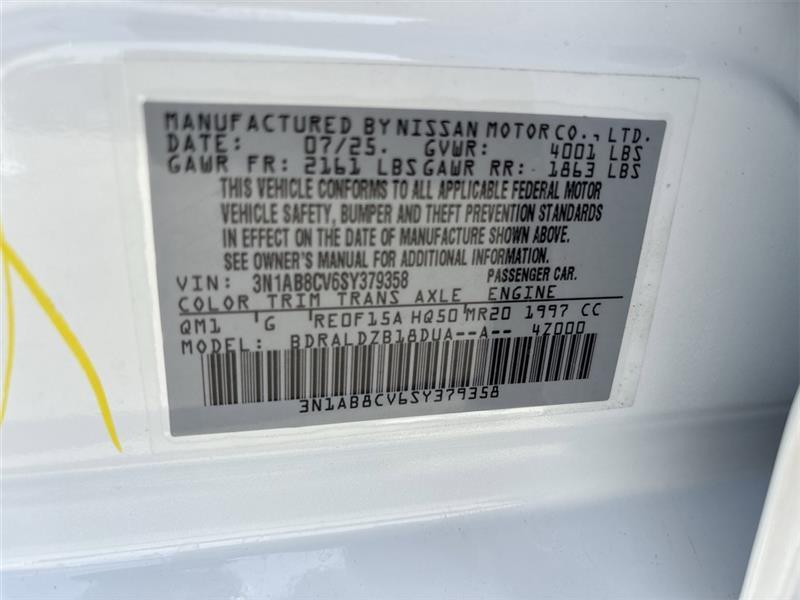 MANUFACTURED BY NISSAN MOTOR CO., LTD.
DATE: 07/25. GVWR: 4001 LBS
GAWR FR: 2161 LBS GAWR RR: 1863 LBS
THIS VEHICLE CONFORMS TO ALL APPLICABLE FEDERAL MOTOR
VEHICLE SAFETY, BUMPER AND THEFT PREVENTION STANDARDS
IN EFFECT ON THE DATE OF MANUFACTURE SHOWN ABOVE.
SEE OWNER'S MANUAL FOR ADDITIONAL INFORMATION.
VIN: 3N1AB8CV6SY379358 PASSENGER CAR.
COLOR TRIM TRANS AXLE ENGINE
QM1 G RE0F15A HQ50 MR20 1997 CC
MODEL: BDRALDZB18DUA--A-- 4Z000
3N1AB8CV6SY379358